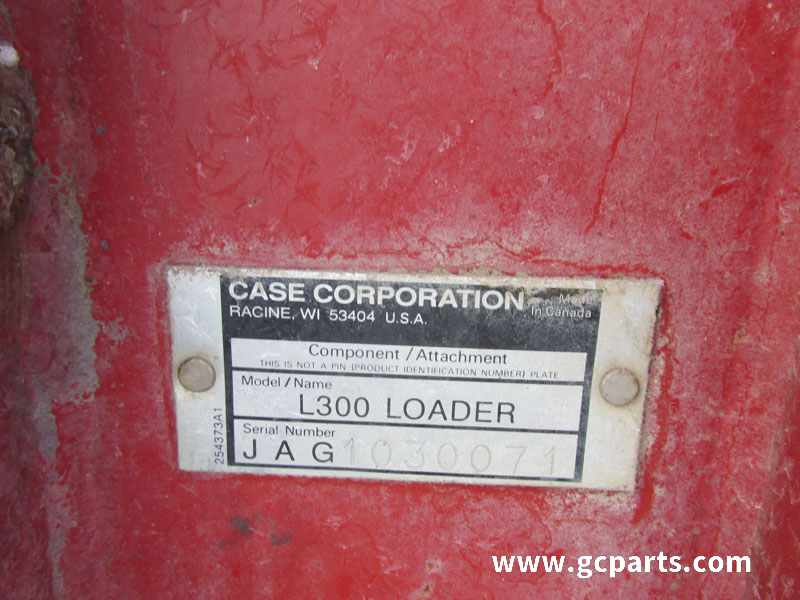 CASE CORPORATION
RACINE, WI 53404 U.S.A.
Made
in Canada
Component / Attachment
THIS IS NOT A PIN (PRODUCT IDENTIFICATION NUMBER) PLATE
Model / Name
L300 LOADER
Serial Number
JAG1030071
254373A1
www.gcparts.com